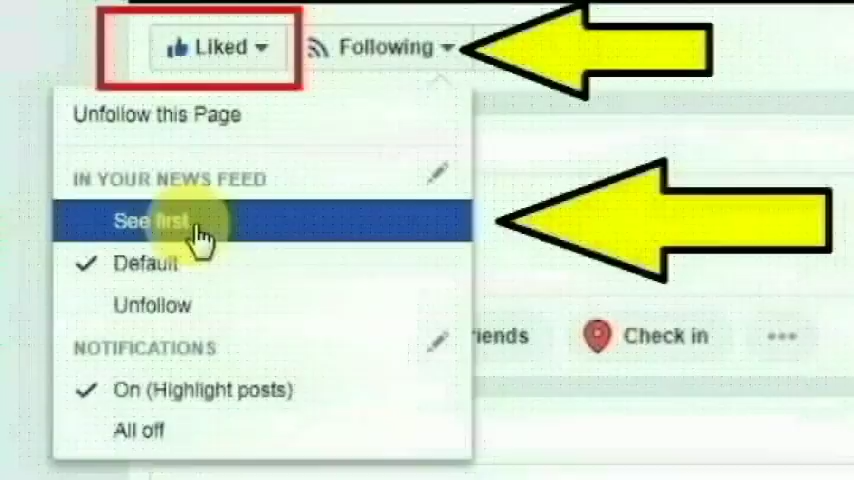 Liked Following
Unfollow this Page
IN YOUR NEWS FEED
See first
Default
Unfollow
NOTIFICATIONS
riends Check in
On (Highlight posts)
All off